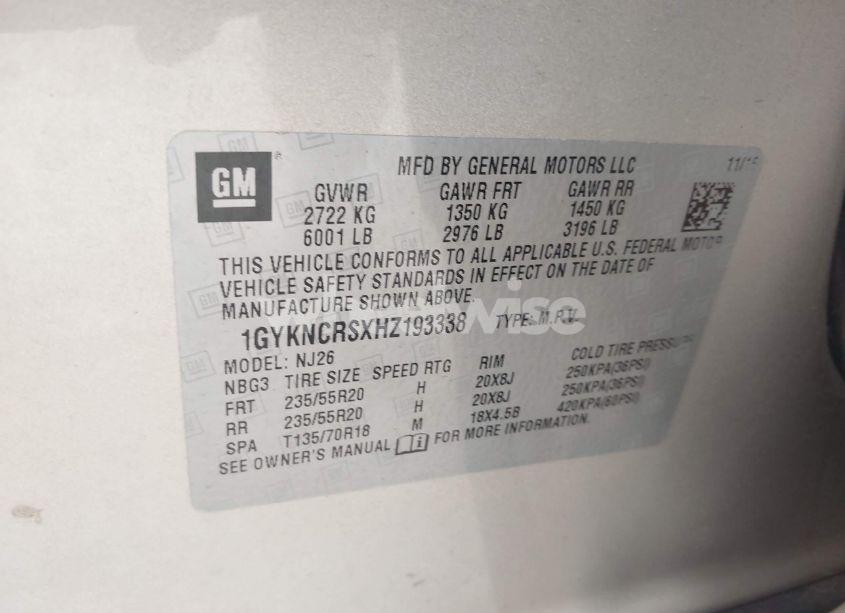 GM
MFD BY GENERAL MOTORS LLC
GVWR GAWR FRT GAWR RR
2722 KG 1350 KG 1450 KG
6001 LB 2976 LB 3196 LB
THIS VEHICLE CONFORMS TO ALL APPLICABLE U.S. FEDERAL MOTOR
VEHICLE SAFETY STANDARDS IN EFFECT ON THE DATE OF
MANUFACTURE SHOWN ABOVE.
1GYKNCRSXHZ193338 TYPE: M.P.V.
MODEL: NJ26
NBG3 TIRE SIZE SPEED RTG RIM COLD TIRE PRESSURE
FRT 235/55R20 H 20X8J 250KPA(36PSI)
RR 235/55R20 H 20X8J 250KPA(36PSI)
SPA T135/70R18 M 18X4.5B 420KPA(60PSI)
SEE OWNER'S MANUAL FOR MORE INFORMATION.